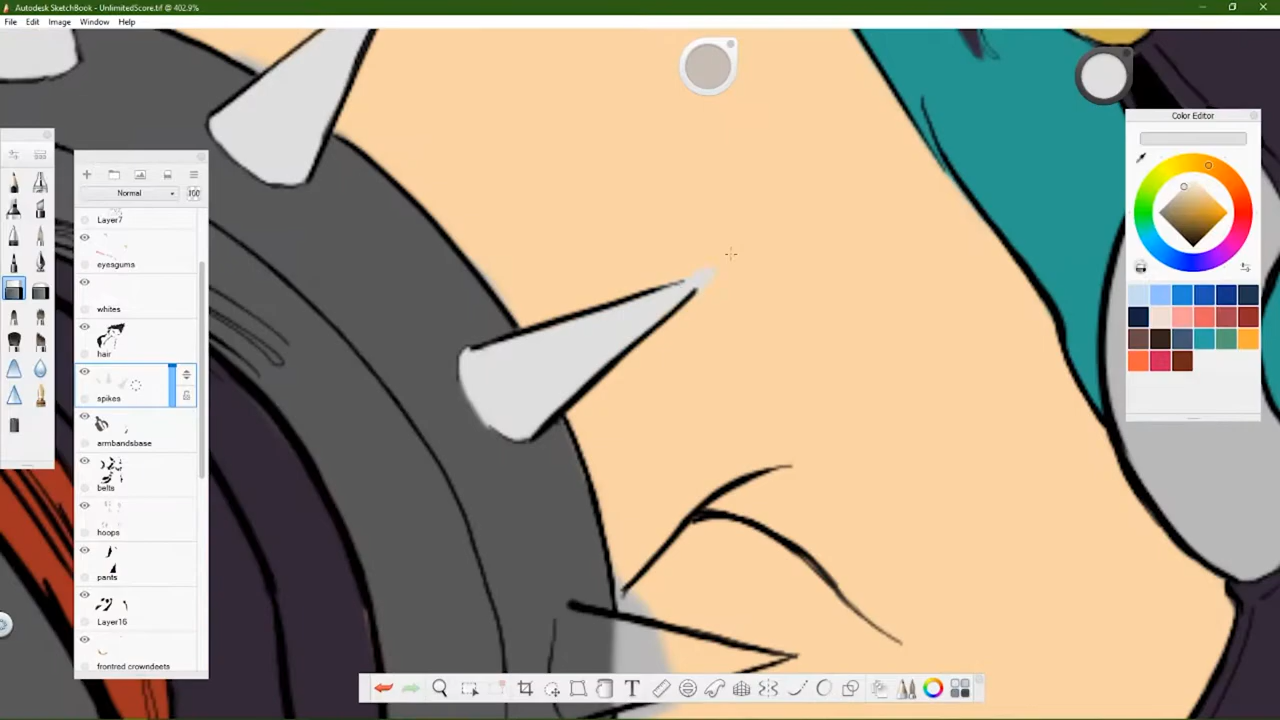 Autodesk SketchBook - UnlimitedScore.tif @ 402.9%
File Edit Image Window Help
Color Editor
Normal
100
Layer7
eyesgums
whites
hair
spikes
armbandsbase
belts
hoops
pants
Layer16
frontred crowndeets
T